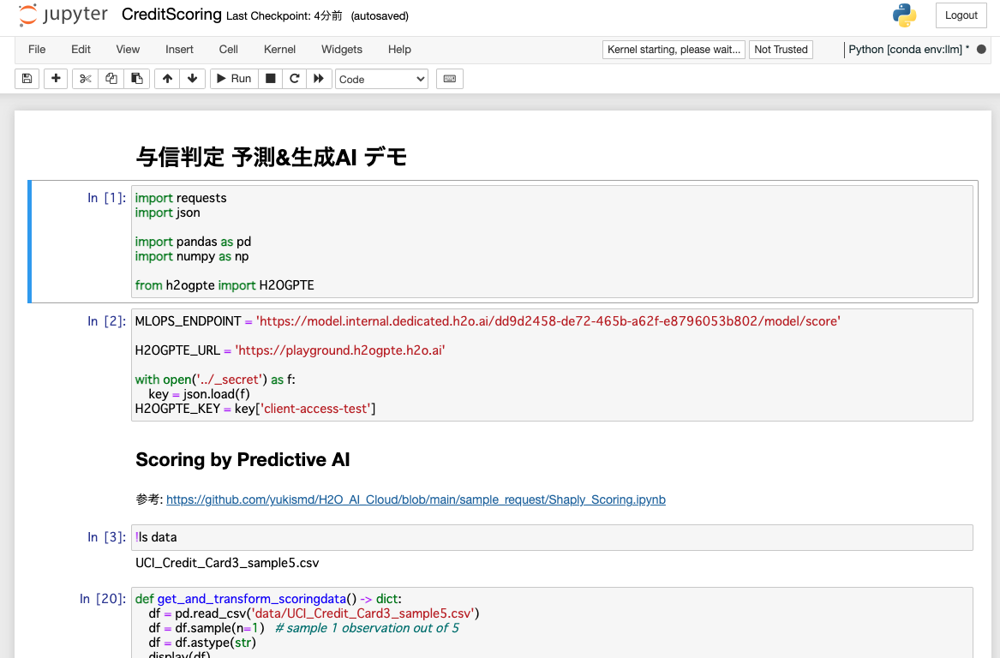 jupyter CreditScoring Last Checkpoint: 4分前 (autosaved) Logout
File Edit View Insert Cell Kernel Widgets Help Kernel starting, please wait... Not Trusted Python [conda env:llm] *
Run Code
与信判定 予測&生成AI デモ
In [1]: import requests
import json
import pandas as pd
import numpy as np
from h2ogpte import H2OGPTE
In [2]: MLOPS_ENDPOINT = 'https://model.internal.dedicated.h2o.ai/dd9d2458-de72-465b-a62f-e8796053b802/model/score'
H2OGPTE_URL = 'https://playground.h2ogpte.h2o.ai'
with open('../_secret') as f:
    key = json.load(f)
H2OGPTE_KEY = key['client-access-test']
Scoring by Predictive AI
参考: https://github.com/yukismd/H2O_AI_Cloud/blob/main/sample_request/Shaply_Scoring.ipynb
In [3]: !ls data
UCI_Credit_Card3_sample5.csv
In [20]: def get_and_transform_scoringdata() -> dict:
    df = pd.read_csv('data/UCI_Credit_Card3_sample5.csv')
    df = df.sample(n=1)   # sample 1 observation out of 5
    df = df.astype(str)
    display(df)